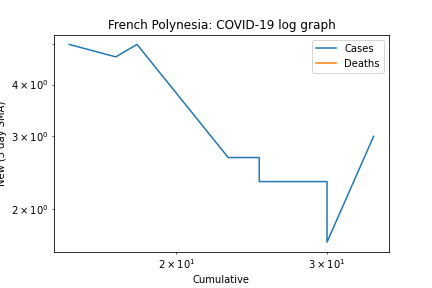 French Polynesia: COVID-19 log graph
Cases
Deaths
4 × 10⁰
3 × 10⁰
2 × 10⁰
New (3 day SMA)
2 × 10¹
3 × 10¹
Cumulative